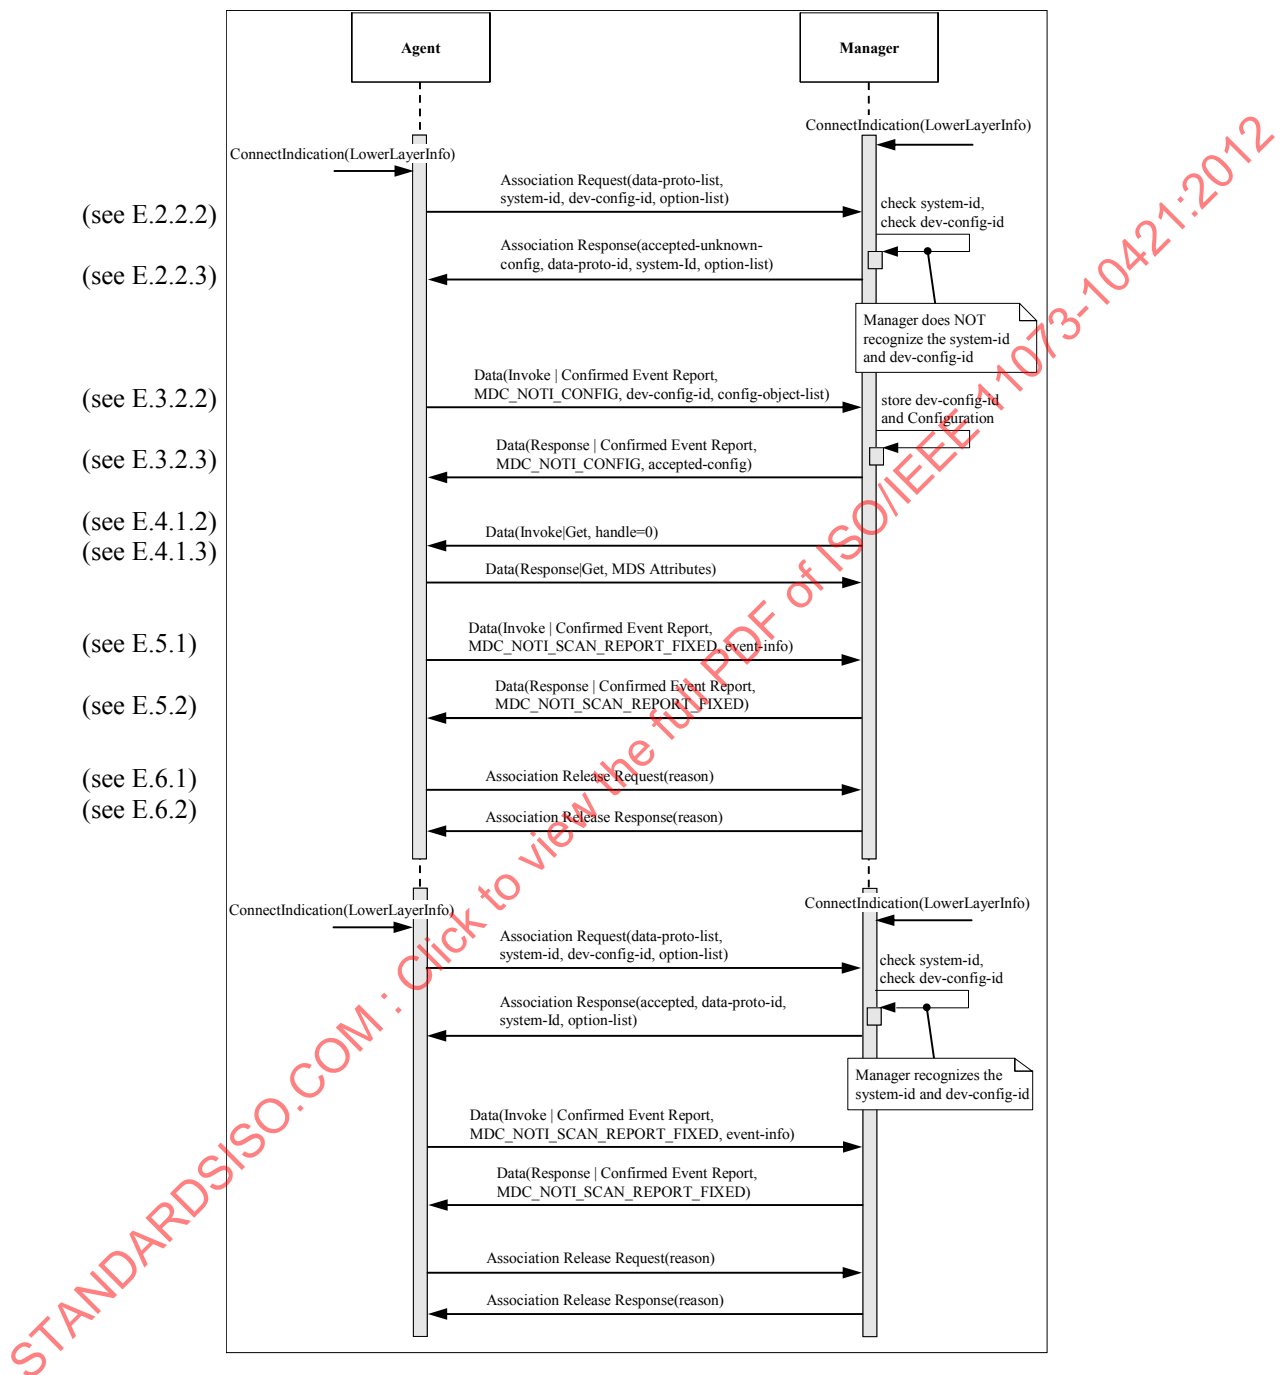 Agent
Manager
ConnectIndication(LowerLayerInfo)
ConnectIndication(LowerLayerInfo)
Association Request(data-proto-list,
system-id, dev-config-id, option-list)
(see E.2.2.2)
check system-id,
check dev-config-id
Association Response(accepted-unknown-
config, data-proto-id, system-Id, option-list)
(see E.2.2.3)
Manager does NOT
recognize the system-id
and dev-config-id
Data(Invoke | Confirmed Event Report,
MDC_NOTI_CONFIG, dev-config-id, config-object-list)
(see E.3.2.2)
store dev-config-id
and Configuration
Data(Response | Confirmed Event Report,
MDC_NOTI_CONFIG, accepted-config)
(see E.3.2.3)
(see E.4.1.2)
Data(Invoke|Get, handle=0)
(see E.4.1.3)
Data(Response|Get, MDS Attributes)
Data(Invoke | Confirmed Event Report,
MDC_NOTI_SCAN_REPORT_FIXED, event-info)
(see E.5.1)
Data(Response | Confirmed Event Report,
MDC_NOTI_SCAN_REPORT_FIXED)
(see E.5.2)
(see E.6.1)
Association Release Request(reason)
(see E.6.2)
Association Release Response(reason)
ConnectIndication(LowerLayerInfo)
ConnectIndication(LowerLayerInfo)
Association Request(data-proto-list,
system-id, dev-config-id, option-list)
check system-id,
check dev-config-id
Association Response(accepted, data-proto-id,
system-Id, option-list)
Manager recognizes the
system-id and dev-config-id
Data(Invoke | Confirmed Event Report,
MDC_NOTI_SCAN_REPORT_FIXED, event-info)
Data(Response | Confirmed Event Report,
MDC_NOTI_SCAN_REPORT_FIXED)
Association Release Request(reason)
Association Release Response(reason)
STANDARDSISO.COM : Click to view the full PDF of ISO/IEEE 11073-10421:2012